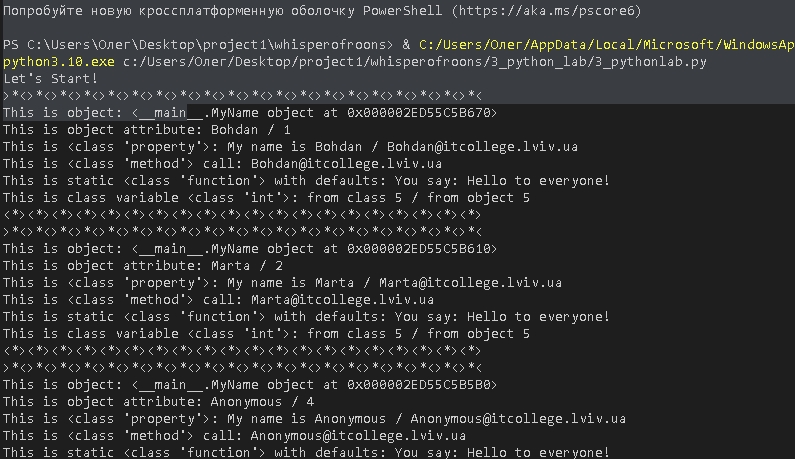 Попробуйте новую кроссплатформенную оболочку PowerShell (https://aka.ms/pscore6)
PS C:\Users\Олег\Desktop\project1\whisperofroons> & C:/Users/Олег/AppData/Local/Microsoft/WindowsAp
python3.10.exe c:/Users/Олег/Desktop/project1/whisperofroons/3_python_lab/3_pythonlab.py
Let's Start!
>*<>*<>*<>*<>*<>*<>*<>*<>*<>*<>*<>*<>*<>*<>*<>*<>*<>*<>*<>*<>*<
This is object: <__main__.MyName object at 0x000002ED55C5B670>
This is object attribute: Bohdan / 1
This is <class 'property'>: My name is Bohdan / Bohdan@itcollege.lviv.ua
This is <class 'method'> call: Bohdan@itcollege.lviv.ua
This is static <class 'function'> with defaults: You say: Hello to everyone!
This is class variable <class 'int'>: from class 5 / from object 5
<*><*><*><*><*><*><*><*><*><*><*><*><*><*><*><*><*><*><*><*>
>*<>*<>*<>*<>*<>*<>*<>*<>*<>*<>*<>*<>*<>*<>*<>*<>*<>*<>*<>*<>*<
This is object: <__main__.MyName object at 0x000002ED55C5B610>
This is object attribute: Marta / 2
This is <class 'property'>: My name is Marta / Marta@itcollege.lviv.ua
This is <class 'method'> call: Marta@itcollege.lviv.ua
This is static <class 'function'> with defaults: You say: Hello to everyone!
This is class variable <class 'int'>: from class 5 / from object 5
<*><*><*><*><*><*><*><*><*><*><*><*><*><*><*><*><*><*><*><*>
>*<>*<>*<>*<>*<>*<>*<>*<>*<>*<>*<>*<>*<>*<>*<>*<>*<>*<>*<>*<>*<
This is object: <__main__.MyName object at 0x000002ED55C5B5B0>
This is object attribute: Anonymous / 4
This is <class 'property'>: My name is Anonymous / Anonymous@itcollege.lviv.ua
This is <class 'method'> call: Anonymous@itcollege.lviv.ua
This is static <class 'function'> with defaults: You say: Hello to everyone!